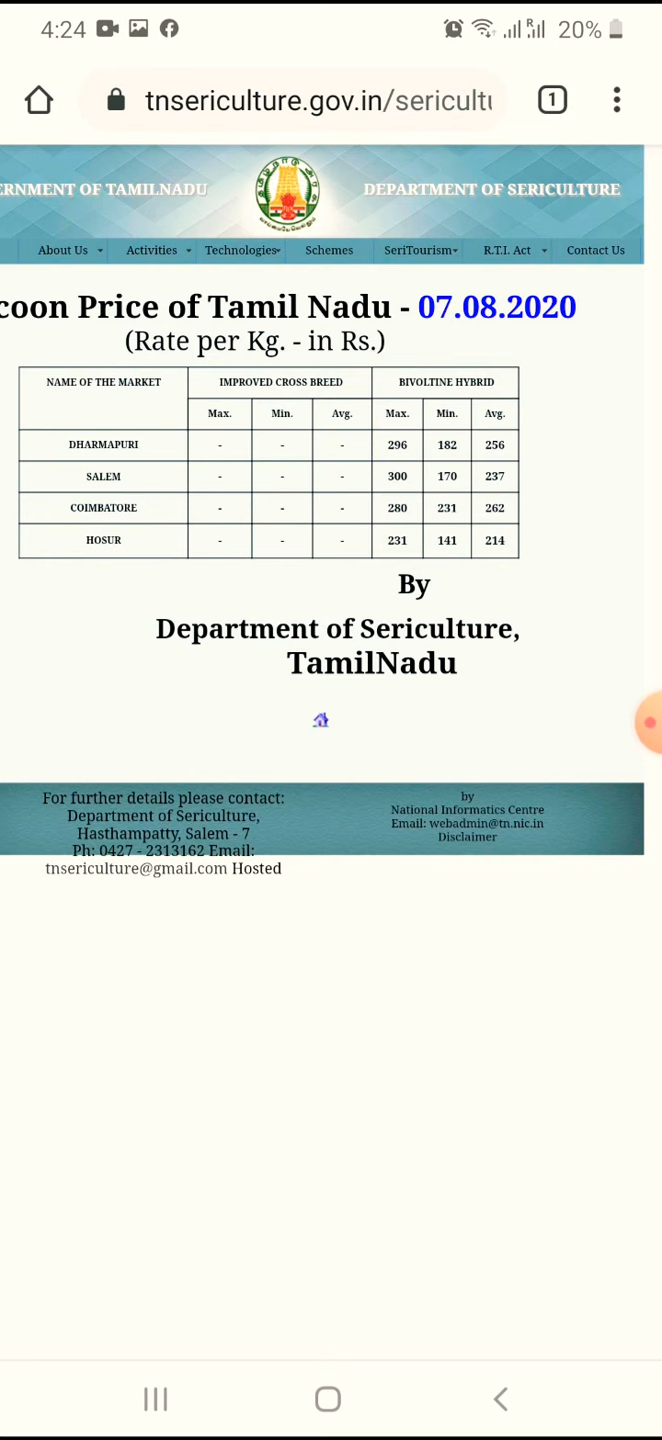 4:24 20%
tnsericulture.gov.in/sericultu 1
ERNMENT OF TAMILNADU DEPARTMENT OF SERICULTURE
About Us Activities Technologies Schemes SeriTourism R.T.I. Act Contact Us
coon Price of Tamil Nadu - 07.08.2020
(Rate per Kg. - in Rs.)
NAME OF THE MARKET IMPROVED CROSS BREED BIVOLTINE HYBRID
Max. Min. Avg. Max. Min. Avg.
DHARMAPURI - - - 296 182 256
SALEM - - - 300 170 237
COIMBATORE - - - 280 231 262
HOSUR - - - 231 141 214
By
Department of Sericulture,
TamilNadu
For further details please contact:
Department of Sericulture,
Hasthampatty, Salem - 7
Ph: 0427 - 2313162 Email:
tnsericulture@gmail.com Hosted
by
National Informatics Centre
Email: webadmin@tn.nic.in
Disclaimer